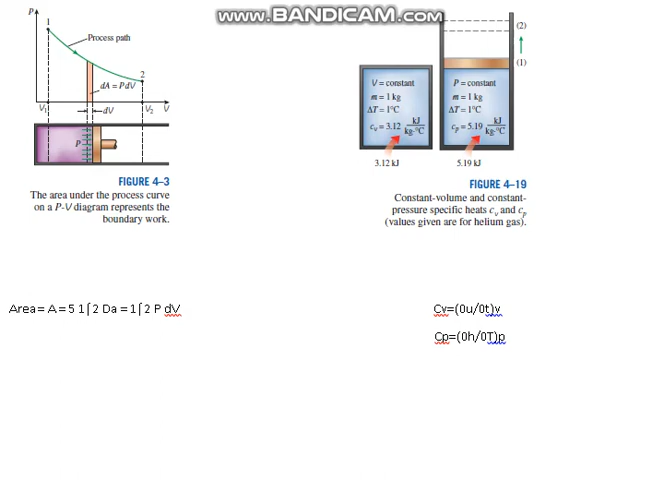 WWW.BANDICAM.COM
P
Process path
2
dA = P dV
V1
dV
V2
V
P
FIGURE 4–3
The area under the process curve
on a P-V diagram represents the
boundary work.
(2)
(1)
V = constant
m = 1 kg
ΔT = 1°C
cv = 3.12 kJ/kg·°C
3.12 kJ
P = constant
m = 1 kg
ΔT = 1°C
cp = 5.19 kJ/kg·°C
5.19 kJ
FIGURE 4–19
Constant-volume and constant-
pressure specific heats cv and cp
(values given are for helium gas).
Area= A=5 1⌠2 Da =1⌠2 P dV
Cv=(0u/0t)v
Cp=(0h/0T)p